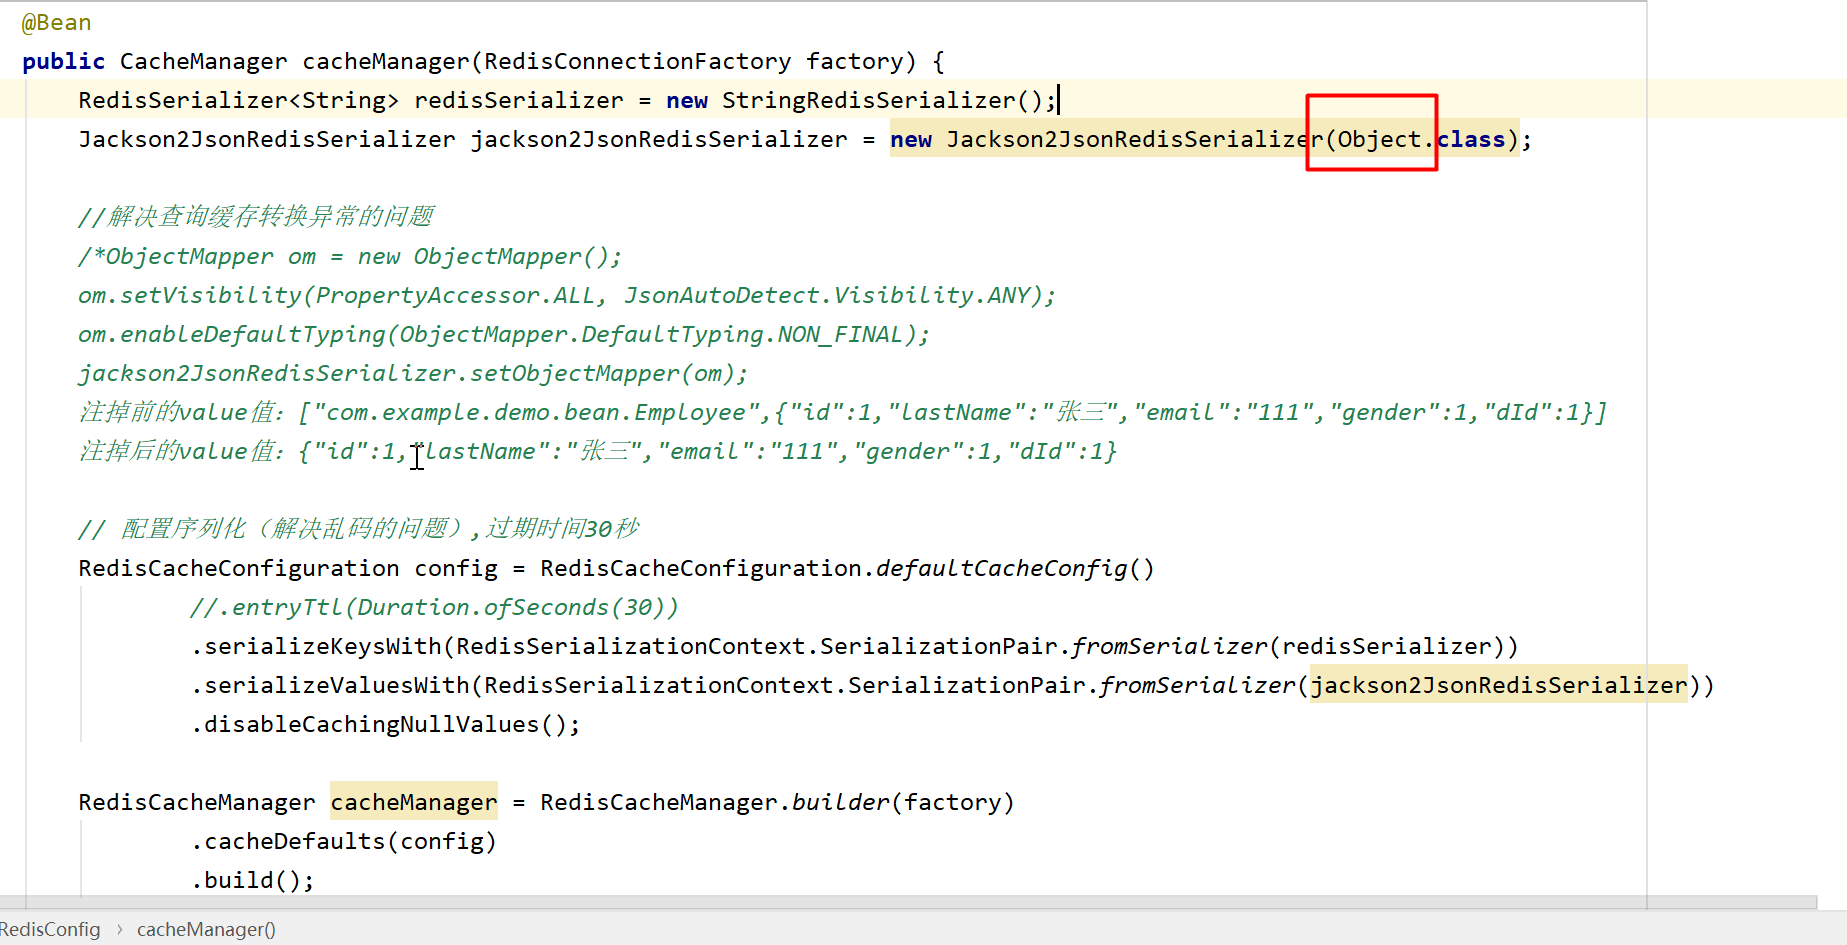 @Bean
public CacheManager cacheManager(RedisConnectionFactory factory) {
RedisSerializer<String> redisSerializer = new StringRedisSerializer();
Jackson2JsonRedisSerializer jackson2JsonRedisSerializer = new Jackson2JsonRedisSerializer(Object.class);
//解决查询缓存转换异常的问题
/*ObjectMapper om = new ObjectMapper();
om.setVisibility(PropertyAccessor.ALL, JsonAutoDetect.Visibility.ANY);
om.enableDefaultTyping(ObjectMapper.DefaultTyping.NON_FINAL);
jackson2JsonRedisSerializer.setObjectMapper(om);
注掉前的value值：["com.example.demo.bean.Employee",{"id":1,"lastName":"张三","email":"111","gender":1,"dId":1}]
注掉后的value值：{"id":1,"lastName":"张三","email":"111","gender":1,"dId":1}
// 配置序列化（解决乱码的问题）,过期时间30秒
RedisCacheConfiguration config = RedisCacheConfiguration.defaultCacheConfig()
//.entryTtl(Duration.ofSeconds(30))
.serializeKeysWith(RedisSerializationContext.SerializationPair.fromSerializer(redisSerializer))
.serializeValuesWith(RedisSerializationContext.SerializationPair.fromSerializer(jackson2JsonRedisSerializer))
.disableCachingNullValues();
RedisCacheManager cacheManager = RedisCacheManager.builder(factory)
.cacheDefaults(config)
.build();
RedisConfig › cacheManager()